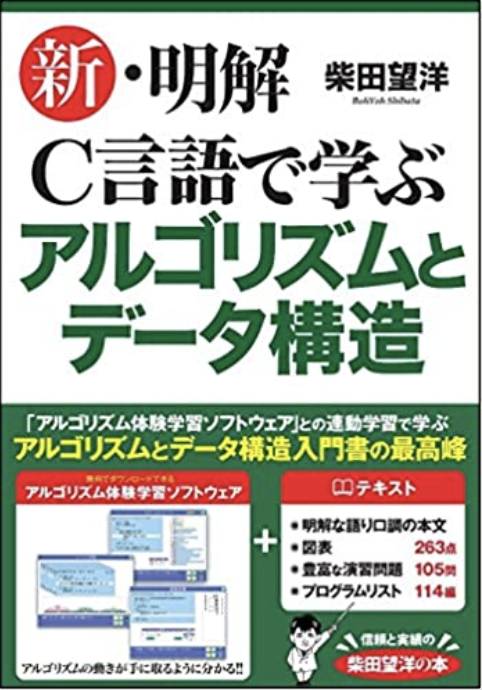 新・明解
柴田望洋
BohYoh Shibata
C言語で学ぶ
アルゴリズムと
データ構造
「アルゴリズム体験学習ソフトウェア」との連動学習で学ぶ
アルゴリズムとデータ構造入門書の最高峰
無料でダウンロードできる
アルゴリズム体験学習ソフトウェア
アルゴリズムの動きが手に取るように分かる!!
+
テキスト
明解な語り口調の本文
図表 263点
豊富な演習問題 105問
プログラムリスト 114編
信頼と実績の
柴田望洋の本